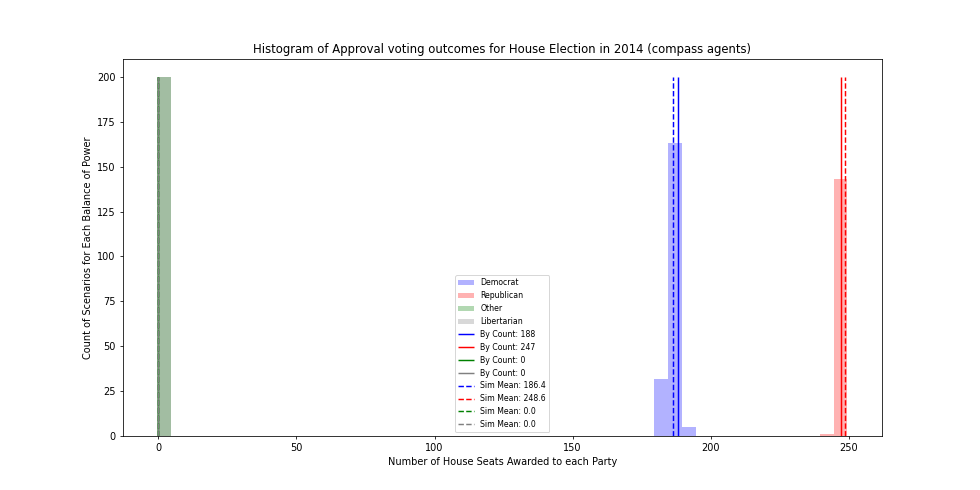 Histogram of Approval voting outcomes for House Election in 2014 (compass agents)
Count of Scenarios for Each Balance of Power
200
175
150
125
100
75
50
25
0
Democrat
Republican
Other
Libertarian
By Count: 188
By Count: 247
By Count: 0
By Count: 0
Sim Mean: 186.4
Sim Mean: 248.6
Sim Mean: 0.0
Sim Mean: 0.0
0 50 100 150 200 250
Number of House Seats Awarded to each Party